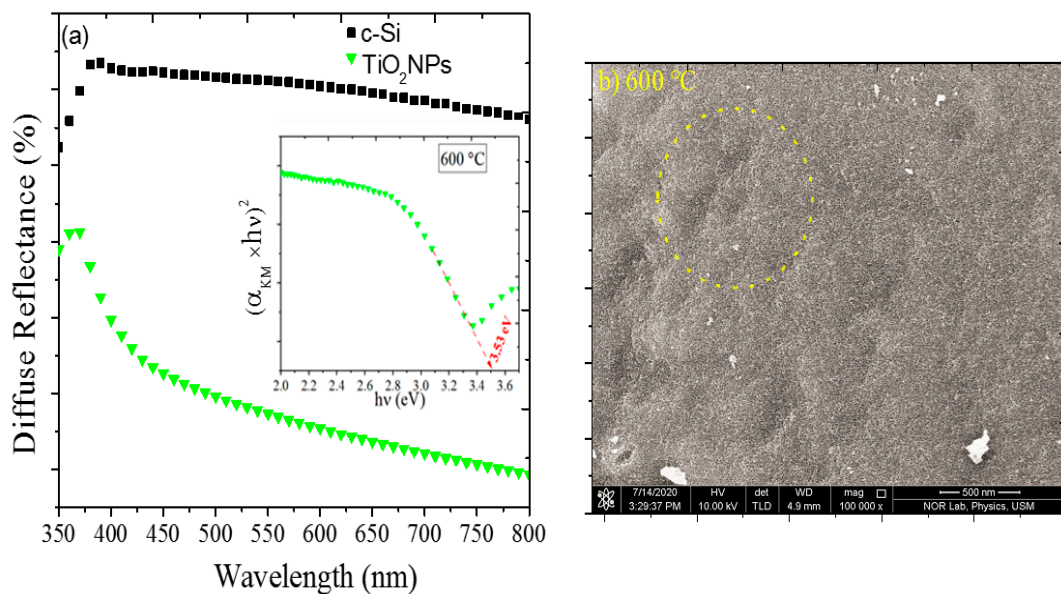 (a)
c-Si
TiO₂NPs
Diffuse Reflectance (%)
600 °C
(α_KM ×hν)²
3.53 eV
2.0 2.2 2.4 2.6 2.8 3.0 3.2 3.4 3.6
hν (eV)
350 400 450 500 550 600 650 700 750 800
Wavelength (nm)
b) 600 °C
7/14/2020 HV det WD mag 500 nm
3:29:37 PM 10.00 kV TLD 4.9 mm 100 000 x NOR Lab, Physics, USM